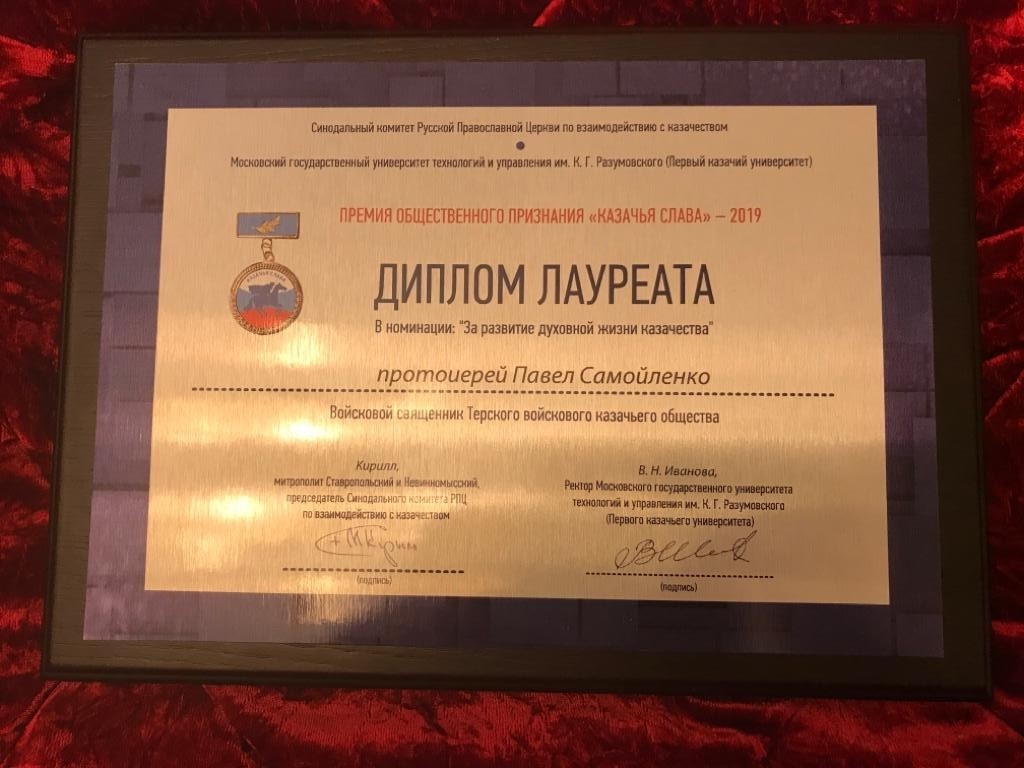 Синодальный комитет Русской Православной Церкви по взаимодействию с казачеством
Московский государственный университет технологий и управления им. К. Г. Разумовского (Первый казачий университет)
ПРЕМИЯ ОБЩЕСТВЕННОГО ПРИЗНАНИЯ «КАЗАЧЬЯ СЛАВА» – 2019
КАЗАЧЬЯ СЛАВА
ДИПЛОМ ЛАУРЕАТА
В номинации: "За развитие духовной жизни казачества"
протоиерей Павел Самойленко
Войсковой священник Терского войскового казачьего общества
Кирилл,
митрополит Ставропольский и Невинномысский,
председатель Синодального комитета РПЦ
по взаимодействию с казачеством
(подпись)
В. Н. Иванова,
Ректор Московского государственного университета
технологий и управления им. К. Г. Разумовского
(Первого казачьего университета)
(подпись)